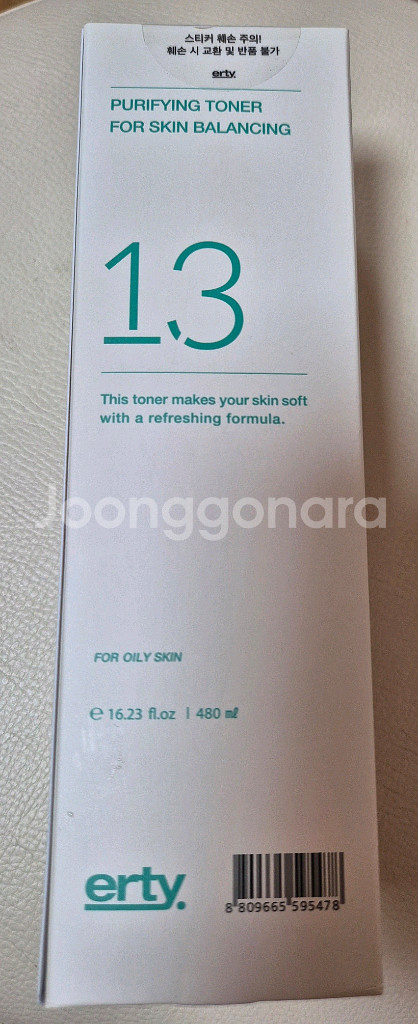 스티커 훼손 주의!
훼손 시 교환 및 반품 불가
erty.
PURIFYING TONER
FOR SKIN BALANCING
13
This toner makes your skin soft
with a refreshing formula.
Joonggonara
FOR OILY SKIN
℮ 16.23 fl.oz | 480 ㎖
erty.
8 809665 595478